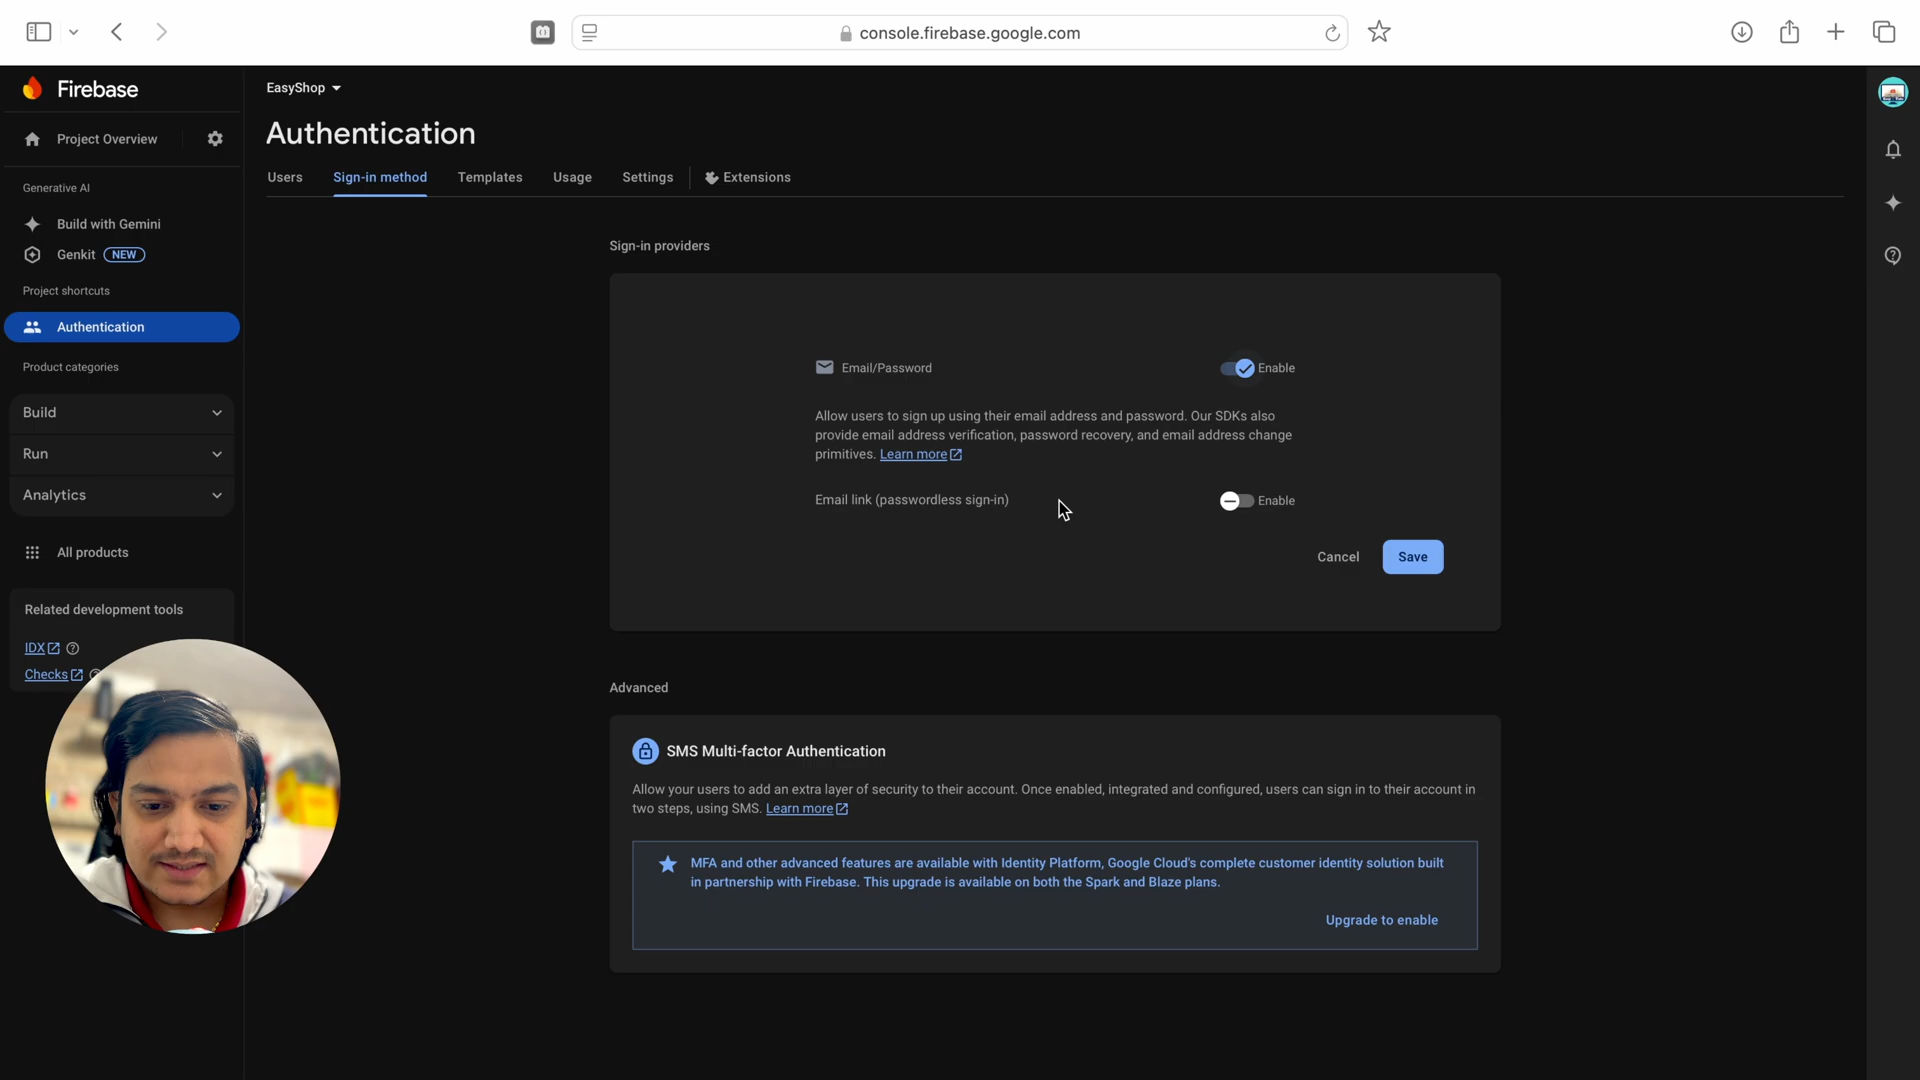 console.firebase.google.com
Firebase
EasyShop
Project Overview
Authentication
Users
Sign-in method
Templates
Usage
Settings
Extensions
Generative AI
Build with Gemini
Genkit
NEW
Project shortcuts
Authentication
Product categories
Build
Run
Analytics
All products
Related development tools
IDX
Checks
Sign-in providers
Email/Password
Enable
Allow users to sign up using their email address and password. Our SDKs also
provide email address verification, password recovery, and email address change
primitives. Learn more
Email link (passwordless sign-in)
Enable
Cancel
Save
Advanced
SMS Multi-factor Authentication
Allow your users to add an extra layer of security to their account. Once enabled, integrated and configured, users can sign in to their account in
two steps, using SMS. Learn more
MFA and other advanced features are available with Identity Platform, Google Cloud's complete customer identity solution built
in partnership with Firebase. This upgrade is available on both the Spark and Blaze plans.
Upgrade to enable